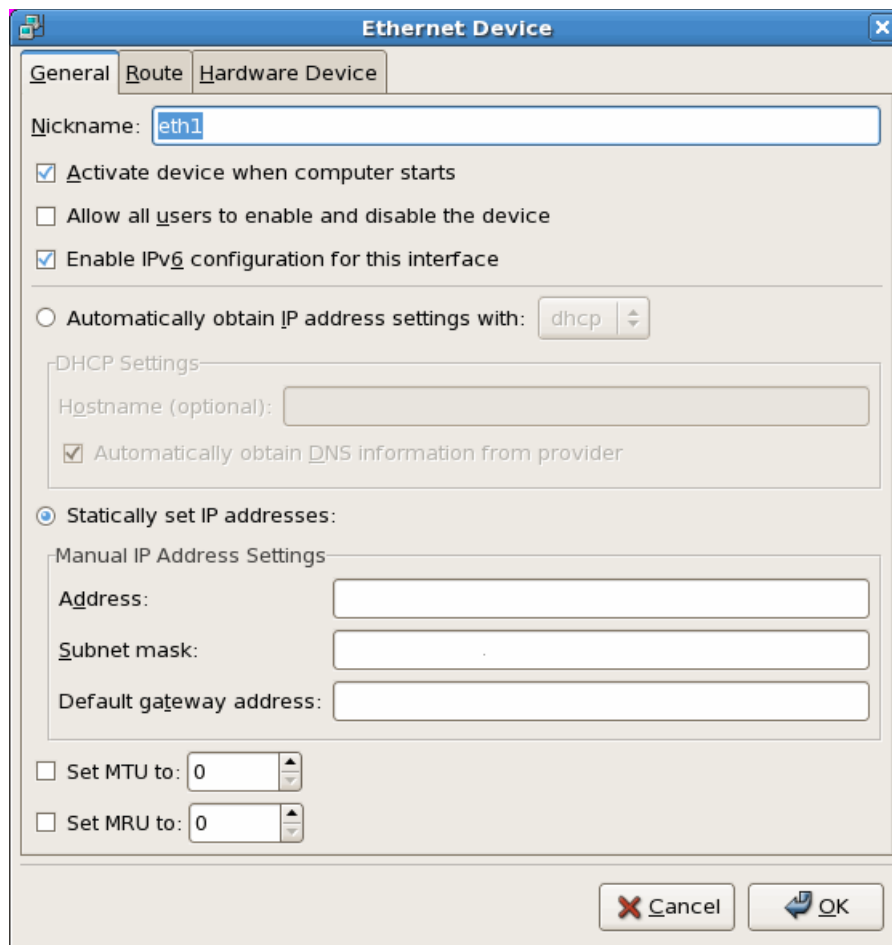 Ethernet Device
General Route Hardware Device
Nickname: eth1
Activate device when computer starts
Allow all users to enable and disable the device
Enable IPv6 configuration for this interface
Automatically obtain IP address settings with: dhcp
DHCP Settings
Hostname (optional):
Automatically obtain DNS information from provider
Statically set IP addresses:
Manual IP Address Settings
Address:
Subnet mask:
Default gateway address:
Set MTU to: 0
Set MRU to: 0
Cancel OK